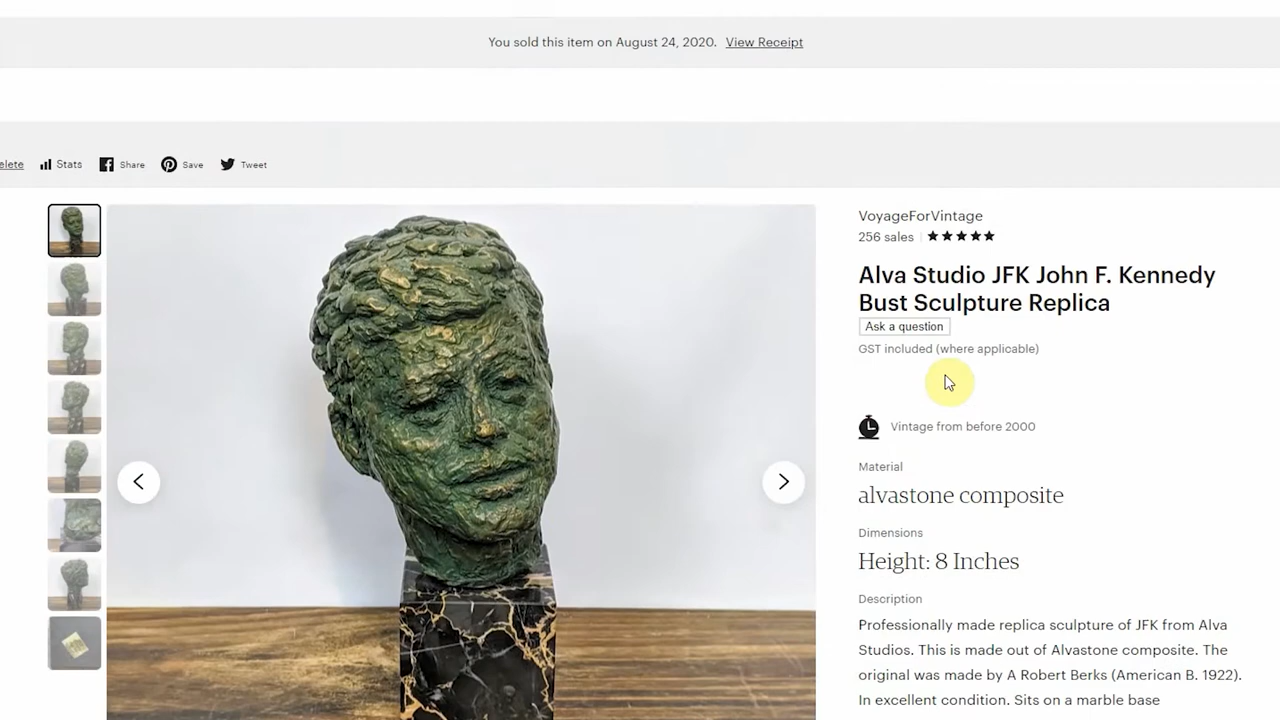 You sold this item on August 24, 2020. View Receipt
elete Stats Share Save Tweet
VoyageForVintage
256 sales
Alva Studio JFK John F. Kennedy
Bust Sculpture Replica
Ask a question
GST included (where applicable)
Vintage from before 2000
Material
alvastone composite
Dimensions
Height: 8 Inches
Description
Professionally made replica sculpture of JFK from Alva
Studios. This is made out of Alvastone composite. The
original was made by A Robert Berks (American B. 1922).
In excellent condition. Sits on a marble base